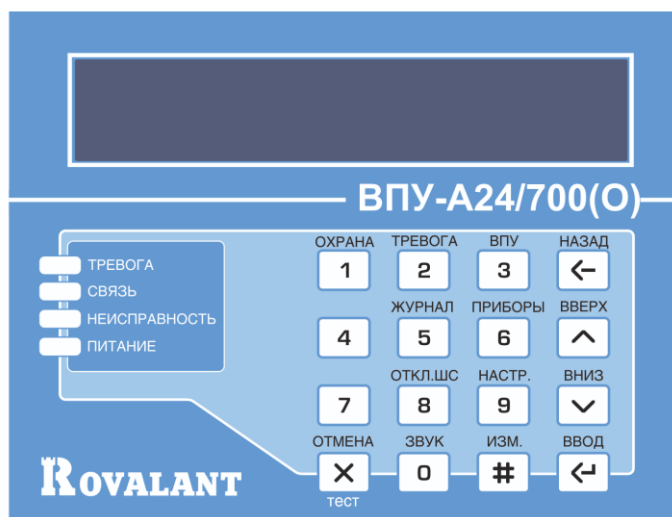 ВПУ-А24/700(О)
ТРЕВОГА
СВЯЗЬ
НЕИСПРАВНОСТЬ
ПИТАНИЕ
ОХРАНА ТРЕВОГА ВПУ НАЗАД
1 2 3
ЖУРНАЛ ПРИБОРЫ ВВЕРХ
4 5 6
ОТКЛ.ШС НАСТР. ВНИЗ
7 8 9
ОТМЕНА ЗВУК ИЗМ. ВВОД
X 0 #
тест
ROVALANT